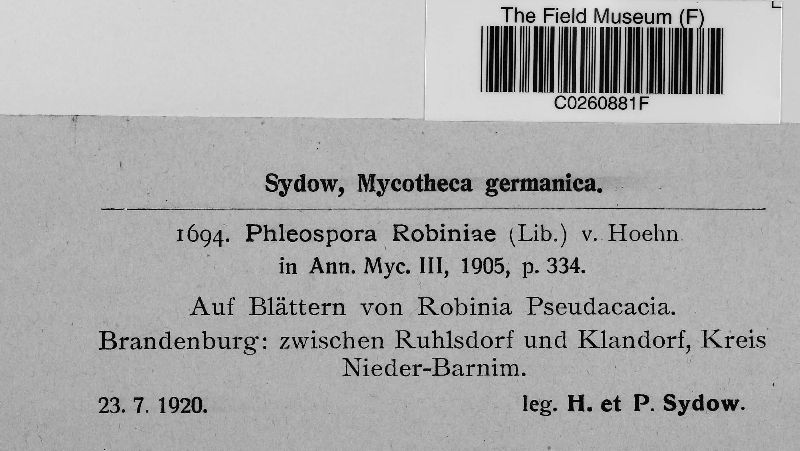 The Field Museum (F)
C0260881F
Sydow, Mycotheca germanica.
1694. Phleospora Robiniae (Lib.) v. Hoehn
in Ann. Myc. III, 1905, p. 334.
Auf Blättern von Robinia Pseudacacia.
Brandenburg: zwischen Ruhlsdorf und Klandorf, Kreis
Nieder-Barnim.
23. 7. 1920. leg. H. et P. Sydow.